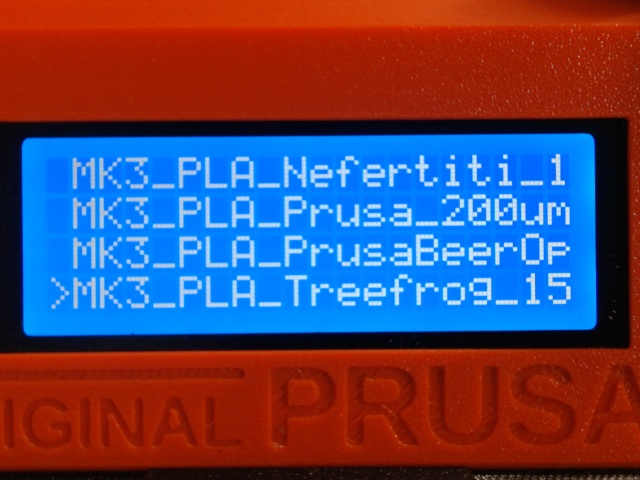 MK3_PLA_Nefertiti_1
MK3_PLA_Prusa_200um
MK3_PLA_PrusaBeerOp
>MK3_PLA_Treefrog_15
IGINAL PRUSA